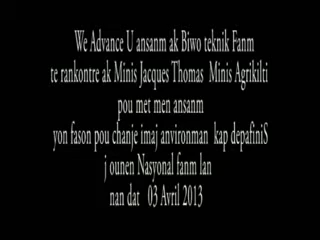 We Advance U ansanm ak Biwo teknik Fanm
te rankontre ak Minis Jacques Thomas  Minis Agrikilti
pou met men ansanm
yon fason pou chanje imaj anvironman  kap depafiniS
j ounen Nasyonal fanm lan
nan dat   03 Avril 2013